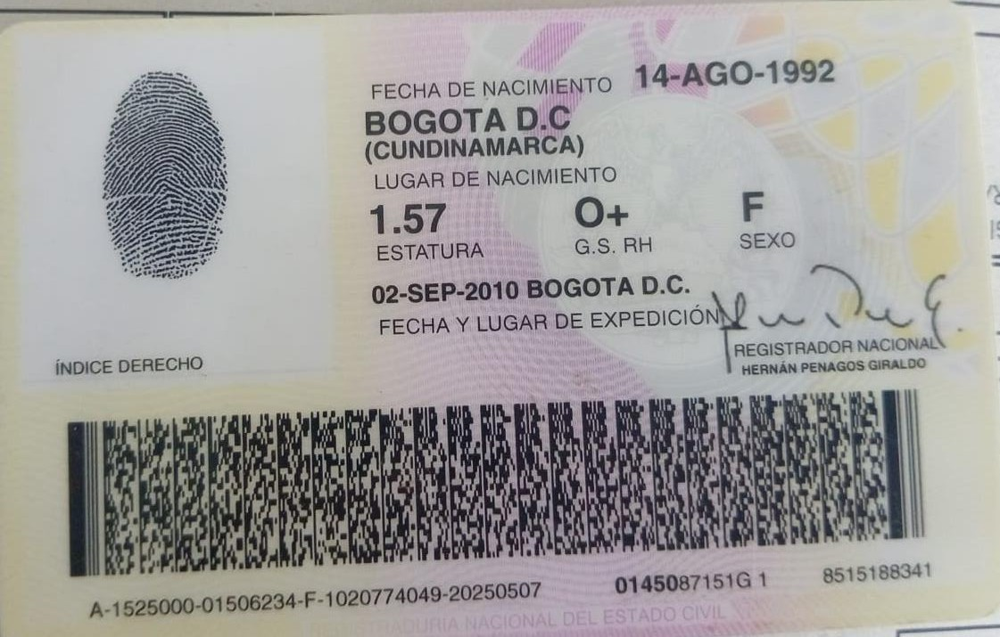 FECHA DE NACIMIENTO 14-AGO-1992
BOGOTA D.C
(CUNDINAMARCA)
LUGAR DE NACIMIENTO
1.57 O+ F
ESTATURA G.S. RH SEXO
02-SEP-2010 BOGOTA D.C.
FECHA Y LUGAR DE EXPEDICIÓN
REGISTRADOR NACIONAL
HERNÁN PENAGOS GIRALDO
ÍNDICE DERECHO
A-1525000-01506234-F-1020774049-20250507 0145087151G 1 8515188341
REGISTRADURIA NACIONAL DEL ESTADO CIVIL